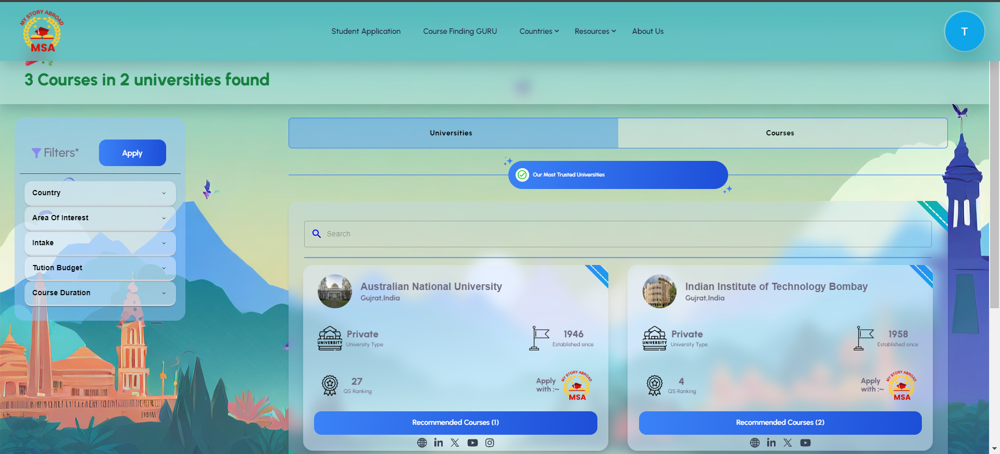 MY STORY ABROAD
MSA
Student Application
Course Finding GURU
Countries
Resources
About Us
T
3 Courses in 2 universities found
Filters*
Apply
Country
Area Of Interest
Intake
Tution Budget
Course Duration
Universities
Courses
Our Most Trusted Universities
Search
Australian National University
Gujrat,India
UNIVERSITY
Private
University Type
1946
Established since
27
QS Ranking
Apply
with :~
MY STORY ABROAD
MSA
Recommended Courses (1)
Indian Institute of Technology Bombay
Gujrat,India
UNIVERSITY
Private
University Type
1958
Established since
4
QS Ranking
Apply
with :~
MY STORY ABROAD
MSA
Recommended Courses (2)